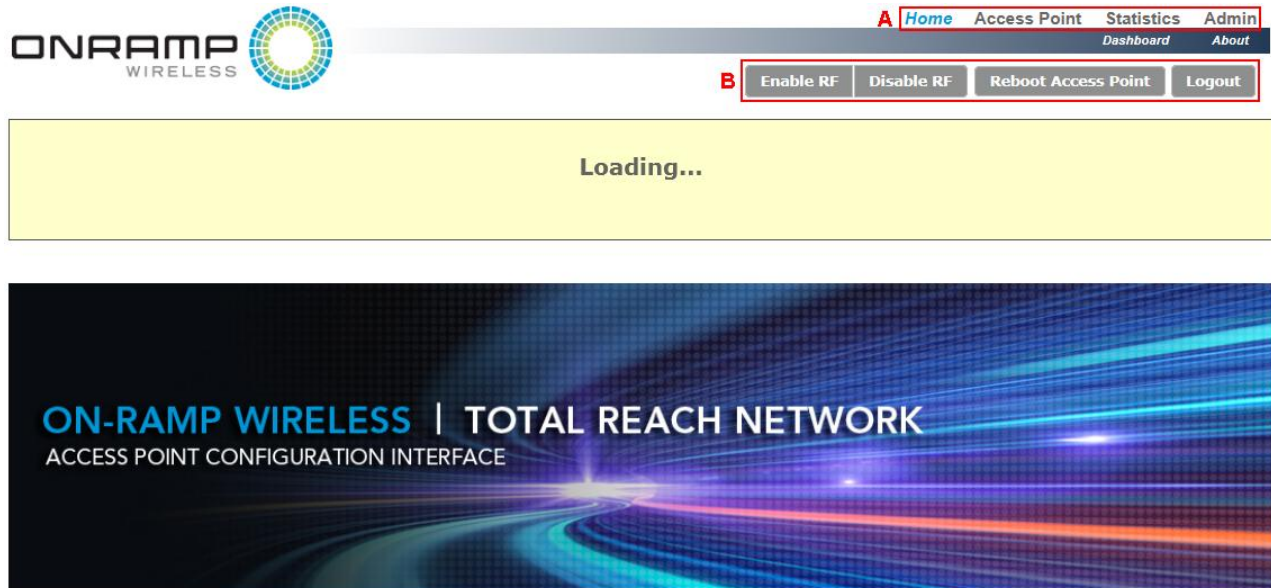 A Home Access Point Statistics Admin
ONRAMP
WIRELESS
Dashboard About
B Enable RF Disable RF Reboot Access Point Logout
Loading...
ON-RAMP WIRELESS | TOTAL REACH NETWORK
ACCESS POINT CONFIGURATION INTERFACE